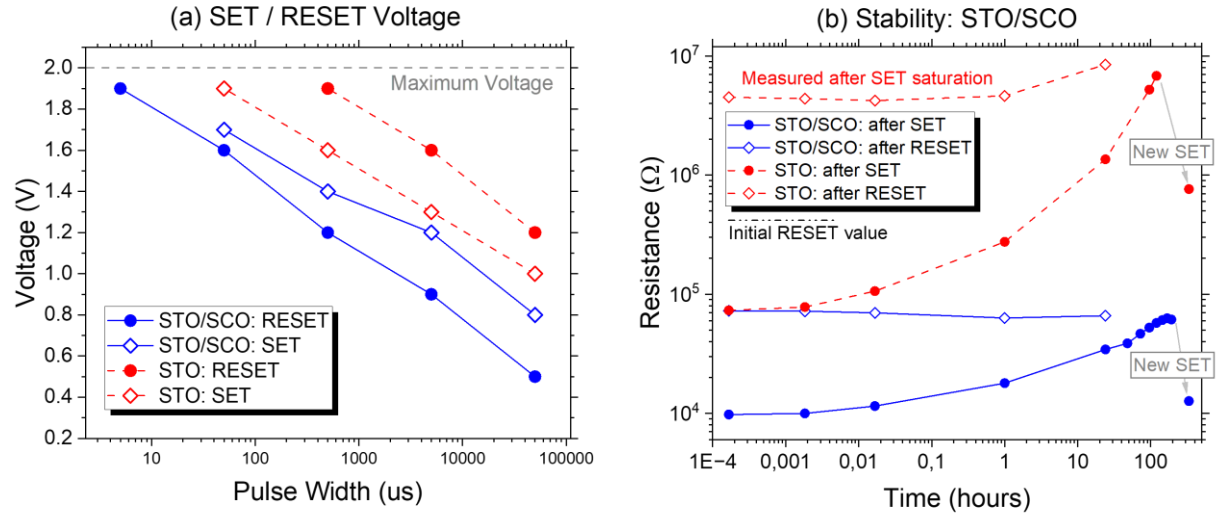 (a) SET / RESET Voltage
2.0
1.8
1.6
1.4
1.2
1.0
0.8
0.6
0.4
0.2
Voltage (V)
Maximum Voltage
STO/SCO: RESET
STO/SCO: SET
STO: RESET
STO: SET
10
100
1000
10000
100000
Pulse Width (us)
(b) Stability: STO/SCO
10⁷
10⁶
10⁵
10⁴
Resistance (Ω)
Measured after SET saturation
STO/SCO: after SET
STO/SCO: after RESET
STO: after SET
STO: after RESET
Initial RESET value
New SET
New SET
1E-4
0,001
0,01
0,1
1
10
100
Time (hours)